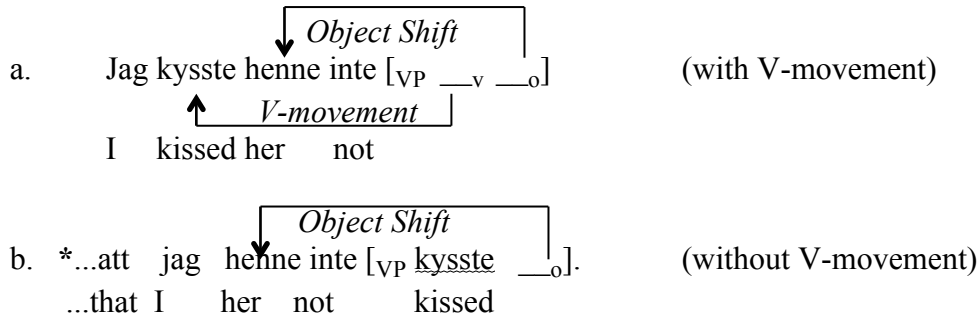 Object Shift
a. Jag kysste henne inte [VP __v __o] (with V-movement)
V-movement
I kissed her not
Object Shift
b. *...att jag henne inte [VP kysste __o]. (without V-movement)
...that I her not kissed